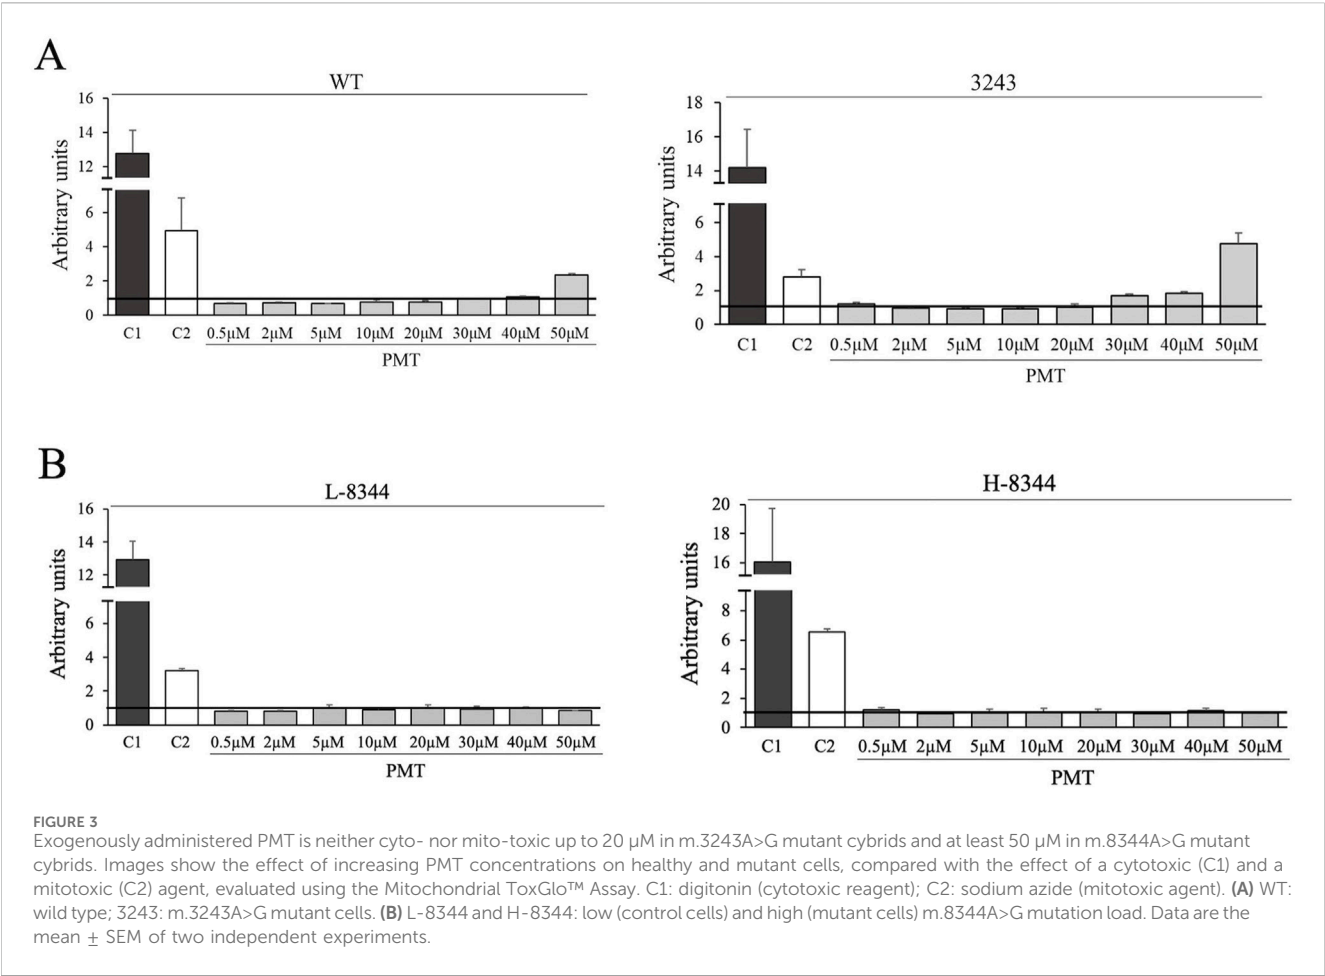 A
WT
16
14
12
6
4
2
0
Arbitrary units
C1 C2 0.5μM 2μM 5μM 10μM 20μM 30μM 40μM 50μM
PMT
3243
18
16
14
6
4
2
0
Arbitrary units
C1 C2 0.5μM 2μM 5μM 10μM 20μM 30μM 40μM 50μM
PMT
B
L-8344
16
14
12
6
4
2
0
Arbitrary units
C1 C2 0.5μM 2μM 5μM 10μM 20μM 30μM 40μM 50μM
PMT
H-8344
20
18
16
8
6
4
2
0
Arbitrary units
C1 C2 0.5μM 2μM 5μM 10μM 20μM 30μM 40μM 50μM
PMT
FIGURE 3
Exogenously administered PMT is neither cyto- nor mito-toxic up to 20 μM in m.3243A>G mutant cybrids and at least 50 μM in m.8344A>G mutant
cybrids. Images show the effect of increasing PMT concentrations on healthy and mutant cells, compared with the effect of a cytotoxic (C1) and a
mitotoxic (C2) agent, evaluated using the Mitochondrial ToxGlo™ Assay. C1: digitonin (cytotoxic reagent); C2: sodium azide (mitotoxic agent). (A) WT:
wild type; 3243: m.3243A>G mutant cells. (B) L-8344 and H-8344: low (control cells) and high (mutant cells) m.8344A>G mutation load. Data are the
mean ± SEM of two independent experiments.